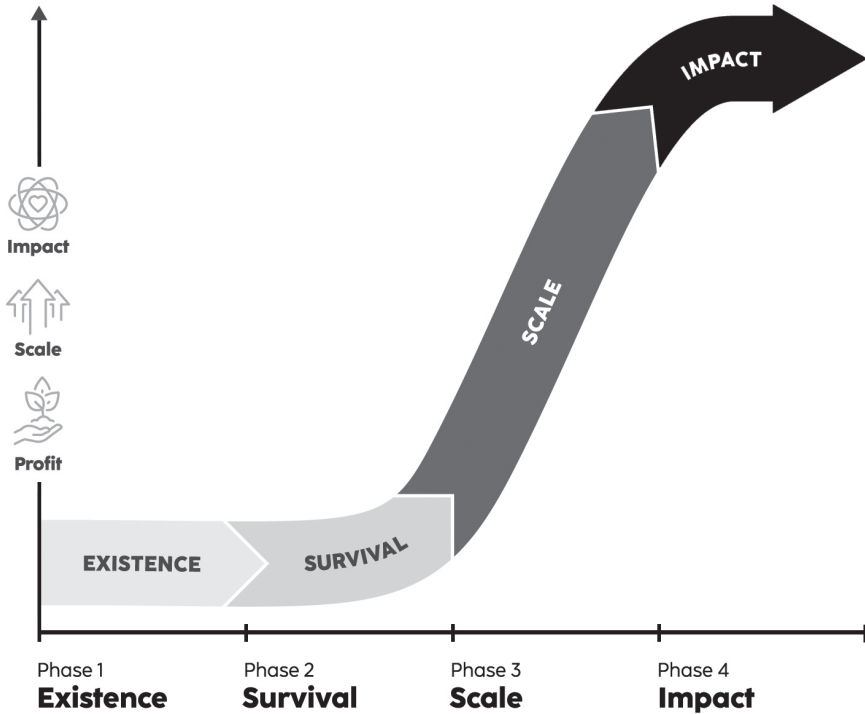 Impact
Scale
Profit
EXISTENCE
SURVIVAL
SCALE
IMPACT
Phase 1
Existence
Phase 2
Survival
Phase 3
Scale
Phase 4
Impact